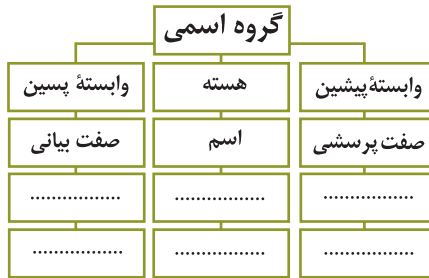 گروه اسمی
وابستهٔ پیشین هسته وابستهٔ پسین
صفت پرسشی اسم صفت بیانی
.................. .................. ..................
.................. .................. ..................